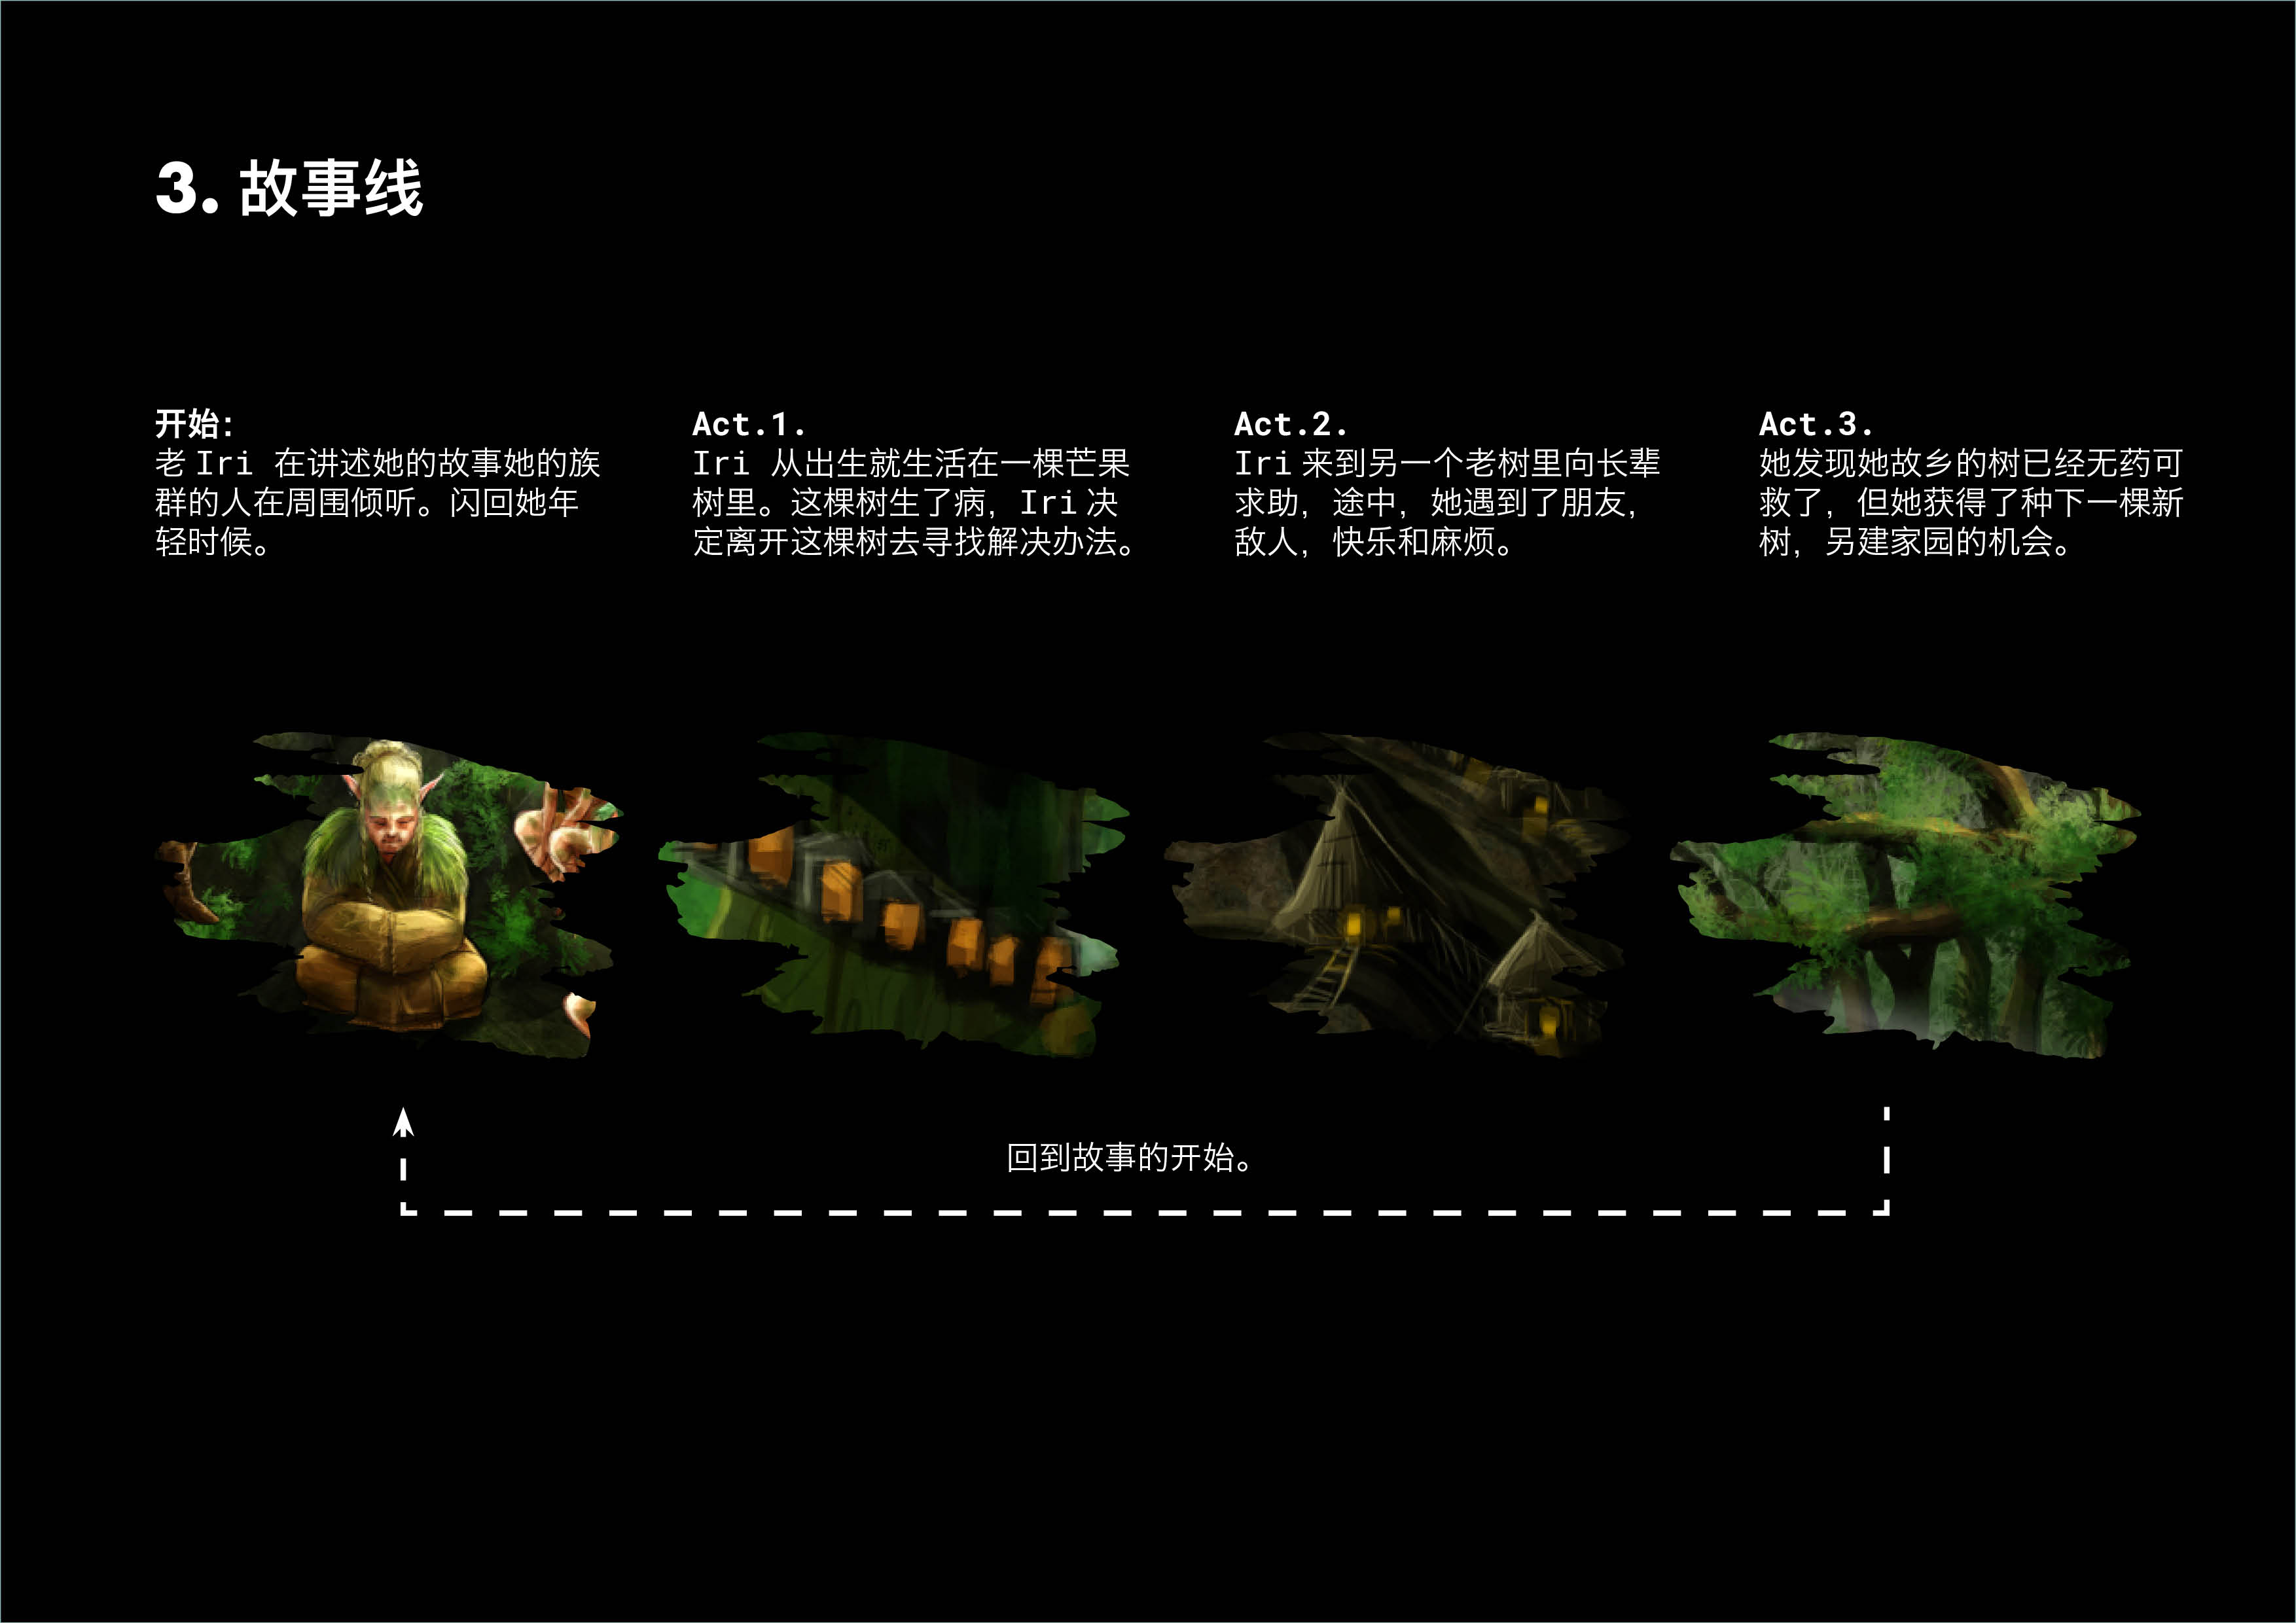 3. 故事线
开始:
老 Iri 在讲述她的故事她的族
群的人在周围倾听。闪回她年
轻时候。
Act.1.
Iri 从出生就生活在一棵芒果
树里。这棵树生了病，Iri 决
定离开这棵树去寻找解决办法。
Act.2.
Iri 来到另一个老树里向长辈
求助，途中，她遇到了朋友，
敌人，快乐和麻烦。
Act.3.
她发现她故乡的树已经无药可
救了，但她获得了种下一棵新
树，另建家园的机会。
回到故事的开始。